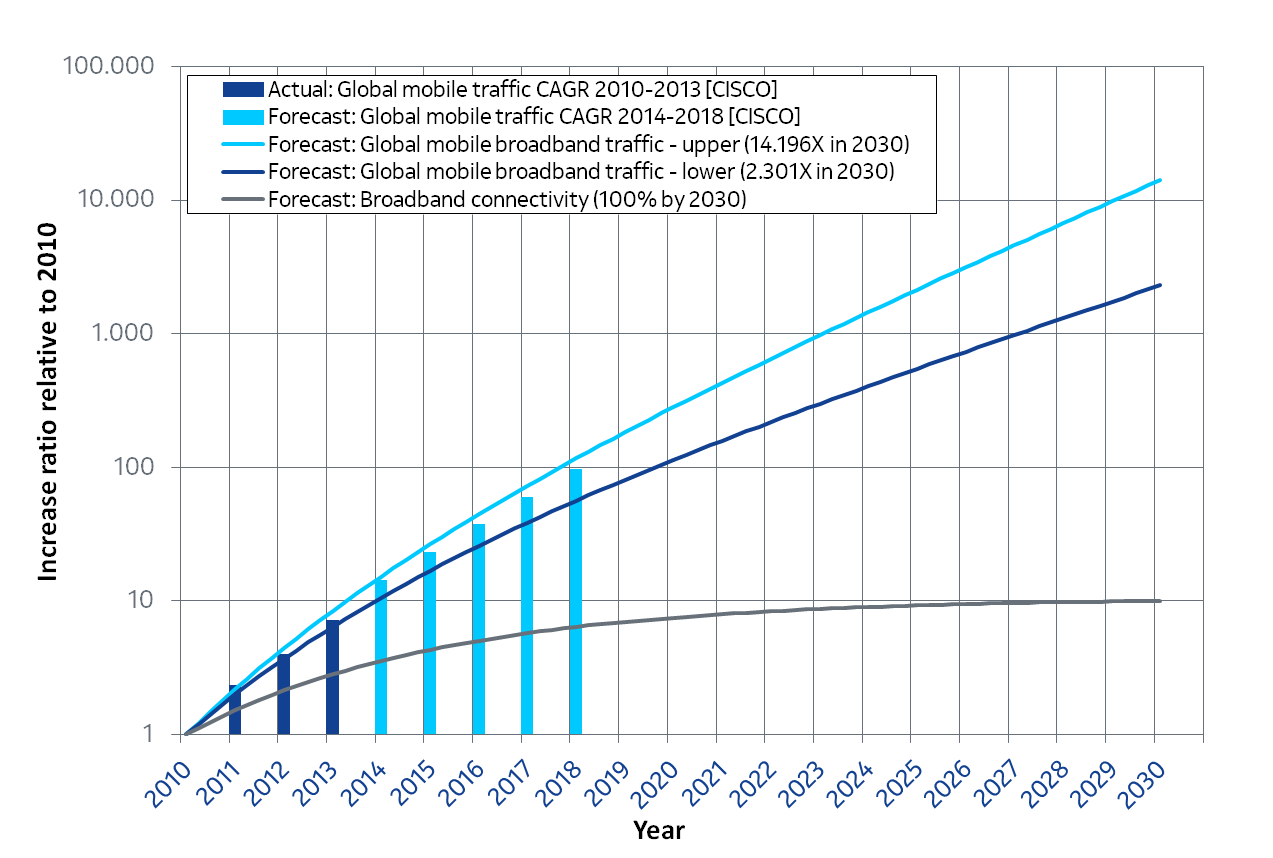 100.000
10.000
1.000
100
10
1
Increase ratio relative to 2010
Actual: Global mobile traffic CAGR 2010-2013 [CISCO]
Forecast: Global mobile traffic CAGR 2014-2018 [CISCO]
Forecast: Global mobile broadband traffic - upper (14.196X in 2030)
Forecast: Global mobile broadband traffic - lower (2.301X in 2030)
Forecast: Broadband connectivity (100% by 2030)
2010 2011 2012 2013 2014 2015 2016 2017 2018 2019 2020 2021 2022 2023 2024 2025 2026 2027 2028 2029 2030
Year